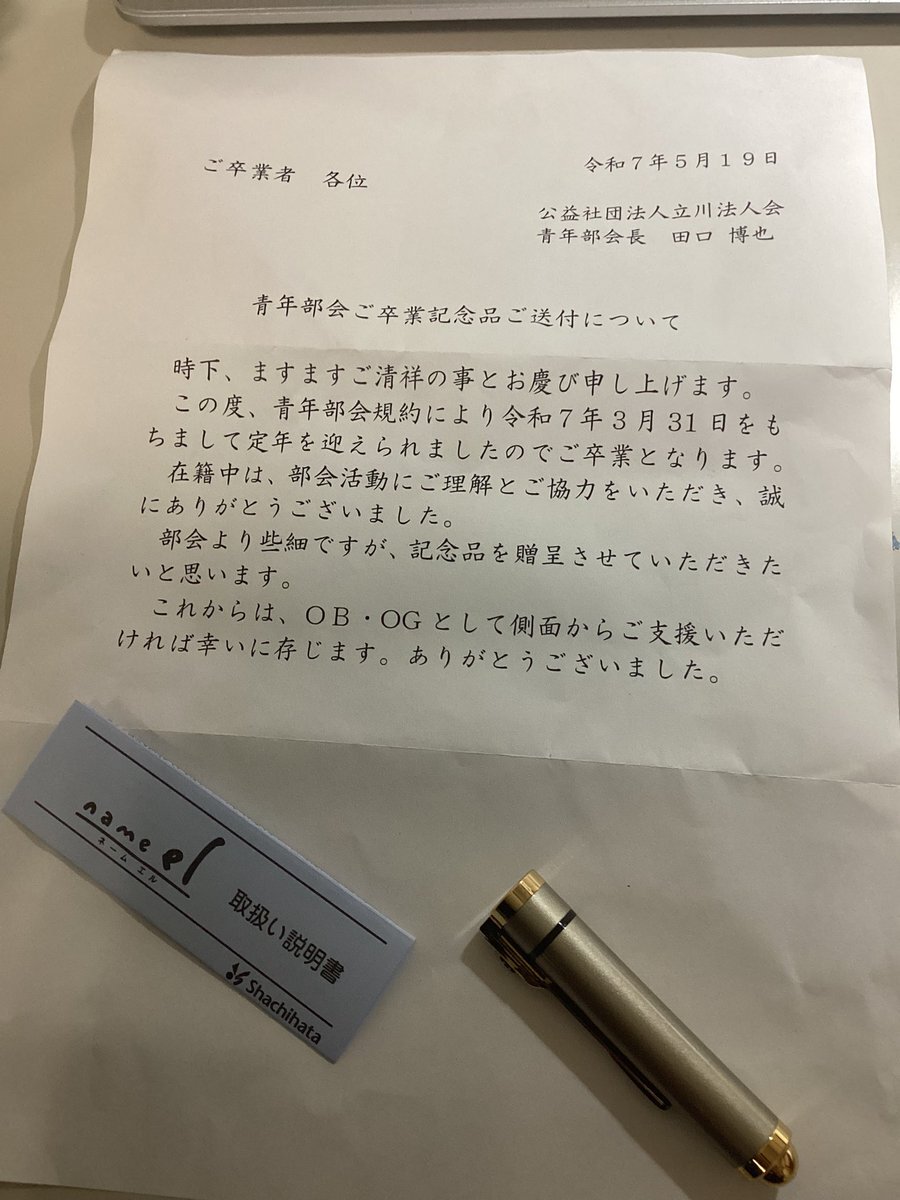 令和７年５月１９日
ご卒業者　各位
公益社団法人立川法人会
青年部会長　田口 博也
青年部会ご卒業記念品ご送付について
時下、ますますご清祥の事とお慶び申し上げます。
この度、青年部会規約により令和７年３月 31 日をも
ちまして定年を迎えられましたのでご卒業となります。
在籍中は、部会活動にご理解とご協力をいただき、誠
にありがとうございました。
部会より些細ですが、記念品を贈呈させていただきた
いと思います。
これからは、ＯＢ・OG として側面からご支援いただ
ければ幸いに存じます。ありがとうございました。
name el
ネーム エル
取扱い説明書
Shachihata